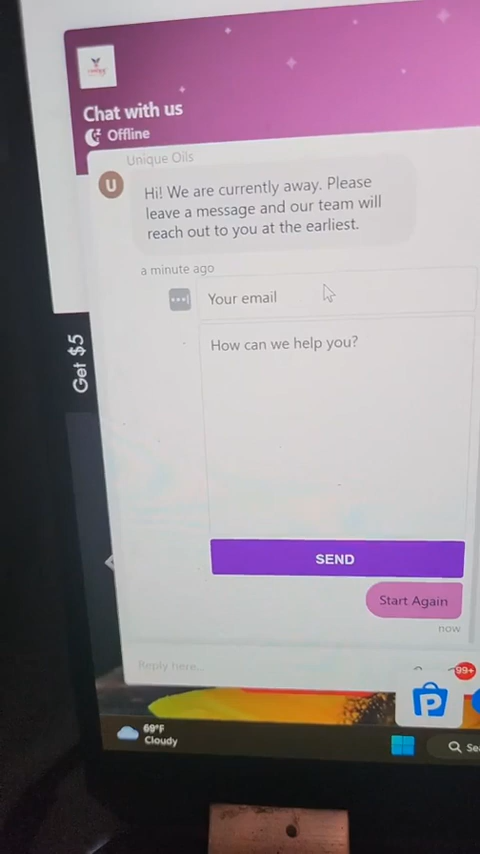 Chat with us
Offline
Unique Oils
U
Hi! We are currently away. Please
leave a message and our team will
reach out to you at the earliest.
a minute ago
Your email
How can we help you?
Get $5
SEND
Start Again
now
Reply here...
99+
P
69°F
Cloudy
Sea